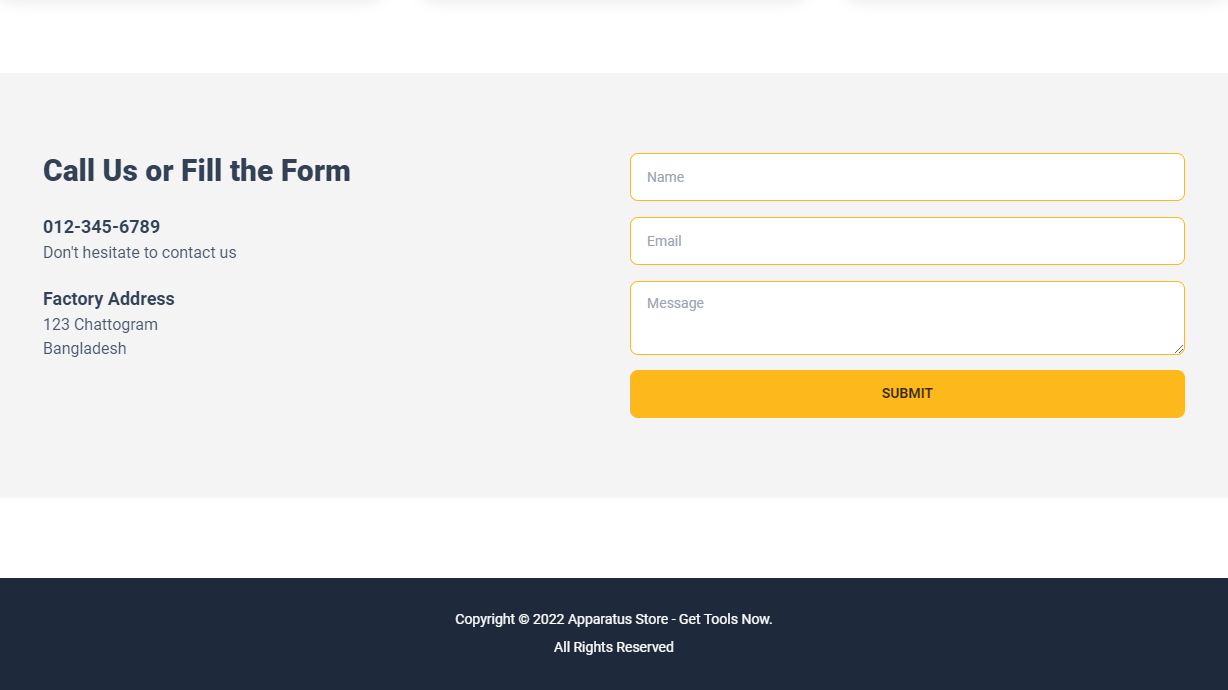 Call Us or Fill the Form
012-345-6789
Don't hesitate to contact us
Factory Address
123 Chattogram
Bangladesh
Name
Email
Message
SUBMIT
Copyright © 2022 Apparatus Store - Get Tools Now.
All Rights Reserved